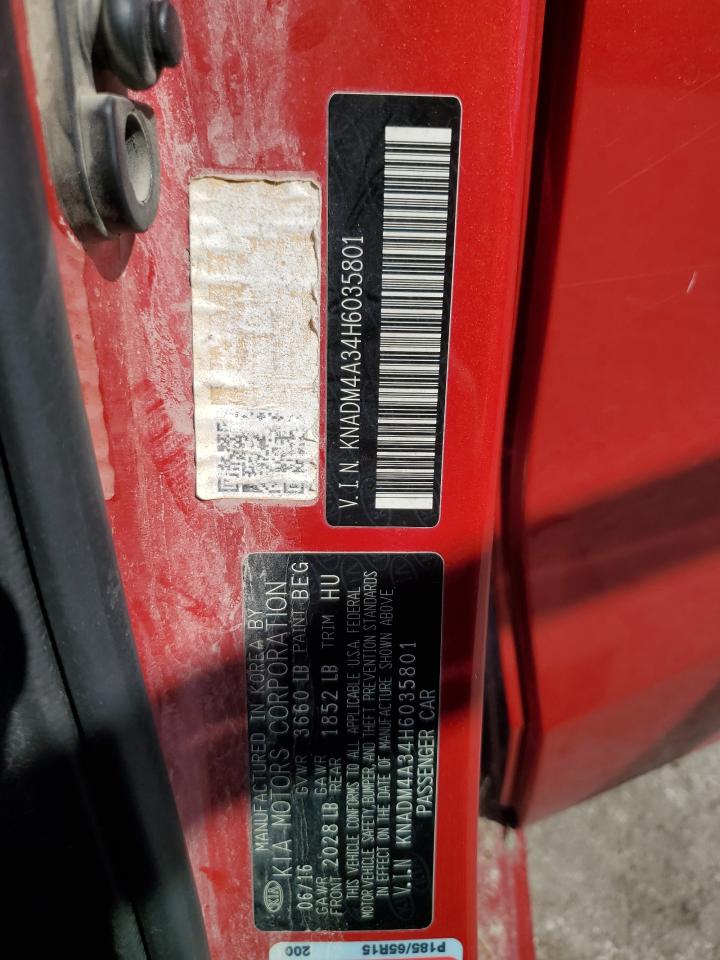 V.I.N. KNADM4A34H6035801
KIA
MANUFACTURED IN KOREA BY
KIA MOTORS CORPORATION
06/16 GVWR 3660 LB PAINT BEG
GAWR FRONT 2028 LB GAWR REAR 1852 LB TRIM HU
THIS VEHICLE CONFORMS TO ALL APPLICABLE U.S.A. FEDERAL
MOTOR VEHICLE SAFETY, BUMPER, AND THEFT PREVENTION STANDARDS
IN EFFECT ON THE DATE OF MANUFACTURE SHOWN ABOVE
V.I.N KNADM4A34H6035801
PASSENGER CAR
P185/65R15
200